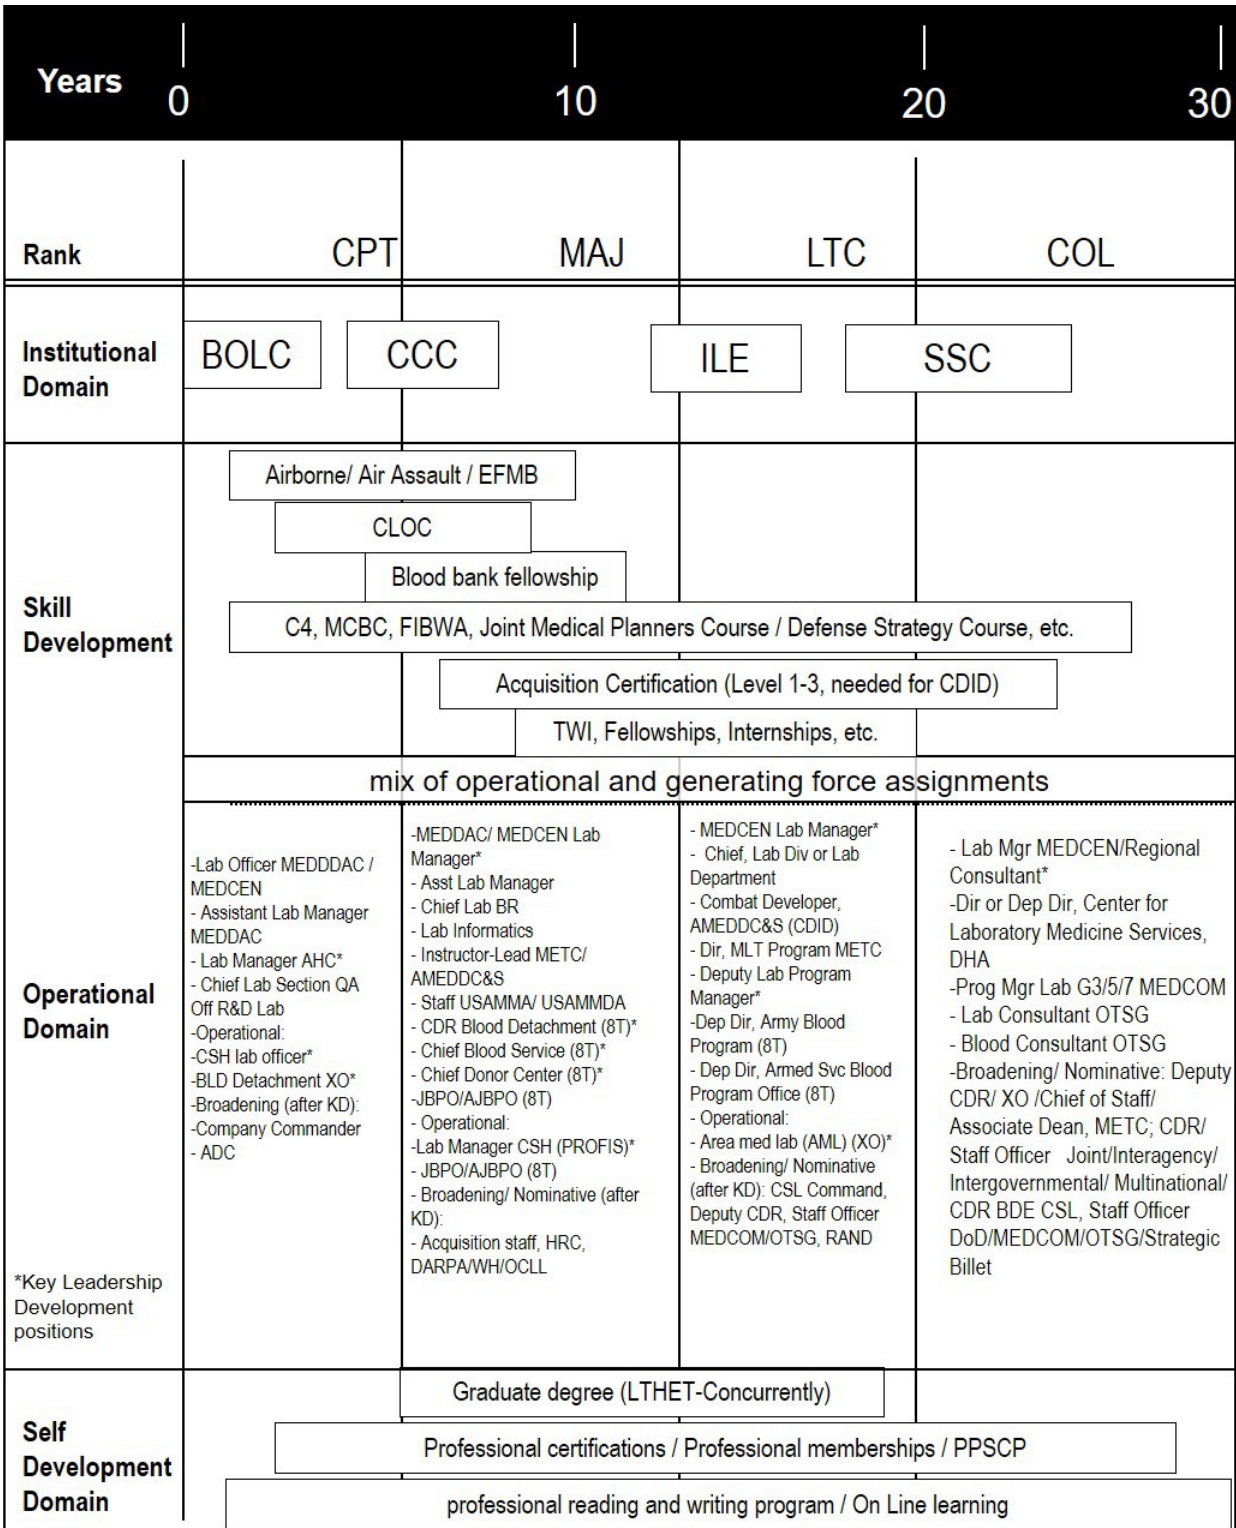 Years
0
10
20
30
Rank
CPT
MAJ
LTC
COL
Institutional
Domain
BOLC
CCC
ILE
SSC
Skill
Development
Airborne/ Air Assault / EFMB
CLOC
Blood bank fellowship
C4, MCBC, FIBWA, Joint Medical Planners Course / Defense Strategy Course, etc.
Acquisition Certification (Level 1-3, needed for CDID)
TWI, Fellowships, Internships, etc.
mix of operational and generating force assignments
Operational
Domain
*Key Leadership
Development
positions
-Lab Officer MEDDDAC /
MEDCEN
- Assistant Lab Manager
MEDDAC
- Lab Manager AHC*
- Chief Lab Section QA
Off R&D Lab
-Operational:
-CSH lab officer*
-BLD Detachment XO*
-Broadening (after KD):
-Company Commander
- ADC
-MEDDAC/ MEDCEN Lab
Manager*
- Asst Lab Manager
- Chief Lab BR
- Lab Informatics
- Instructor-Lead METC/
AMEDDC&S
- Staff USAMMA/ USAMMDA
- CDR Blood Detachment (8T)*
- Chief Blood Service (8T)*
- Chief Donor Center (8T)*
-JBPO/AJBPO (8T)
- Operational:
-Lab Manager CSH (PROFIS)*
- JBPO/AJBPO (8T)
- Broadening/ Nominative (after
KD):
- Acquisition staff, HRC,
DARPA/WH/OCLL
- MEDCEN Lab Manager*
- Chief, Lab Div or Lab
Department
- Combat Developer,
AMEDDC&S (CDID)
- Dir, MLT Program METC
- Deputy Lab Program
Manager*
-Dep Dir, Army Blood
Program (8T)
- Dep Dir, Armed Svc Blood
Program Office (8T)
- Operational:
- Area med lab (AML) (XO)*
- Broadening/ Nominative
(after KD): CSL Command,
Deputy CDR, Staff Officer
MEDCOM/OTSG, RAND
- Lab Mgr MEDCEN/Regional
Consultant*
-Dir or Dep Dir, Center for
Laboratory Medicine Services,
DHA
-Prog Mgr Lab G3/5/7 MEDCOM
- Lab Consultant OTSG
- Blood Consultant OTSG
-Broadening/ Nominative: Deputy
CDR/ XO /Chief of Staff/
Associate Dean, METC; CDR/
Staff Officer Joint/Interagency/
Intergovernmental/ Multinational/
CDR BDE CSL, Staff Officer
DoD/MEDCOM/OTSG/Strategic
Billet
Self
Development
Domain
Graduate degree (LTHET-Concurrently)
Professional certifications / Professional memberships / PPSCP
professional reading and writing program / On Line learning